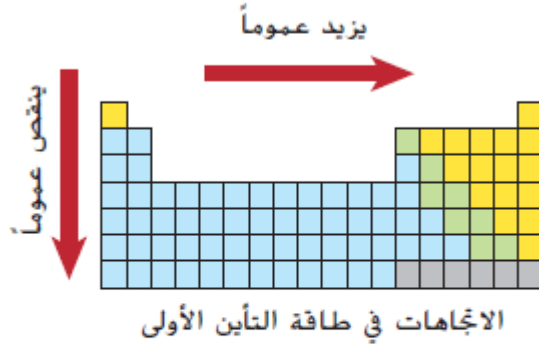 يزيد عموماً
ينقص عموماً
الاتجاهات في طاقة التأين الأولى